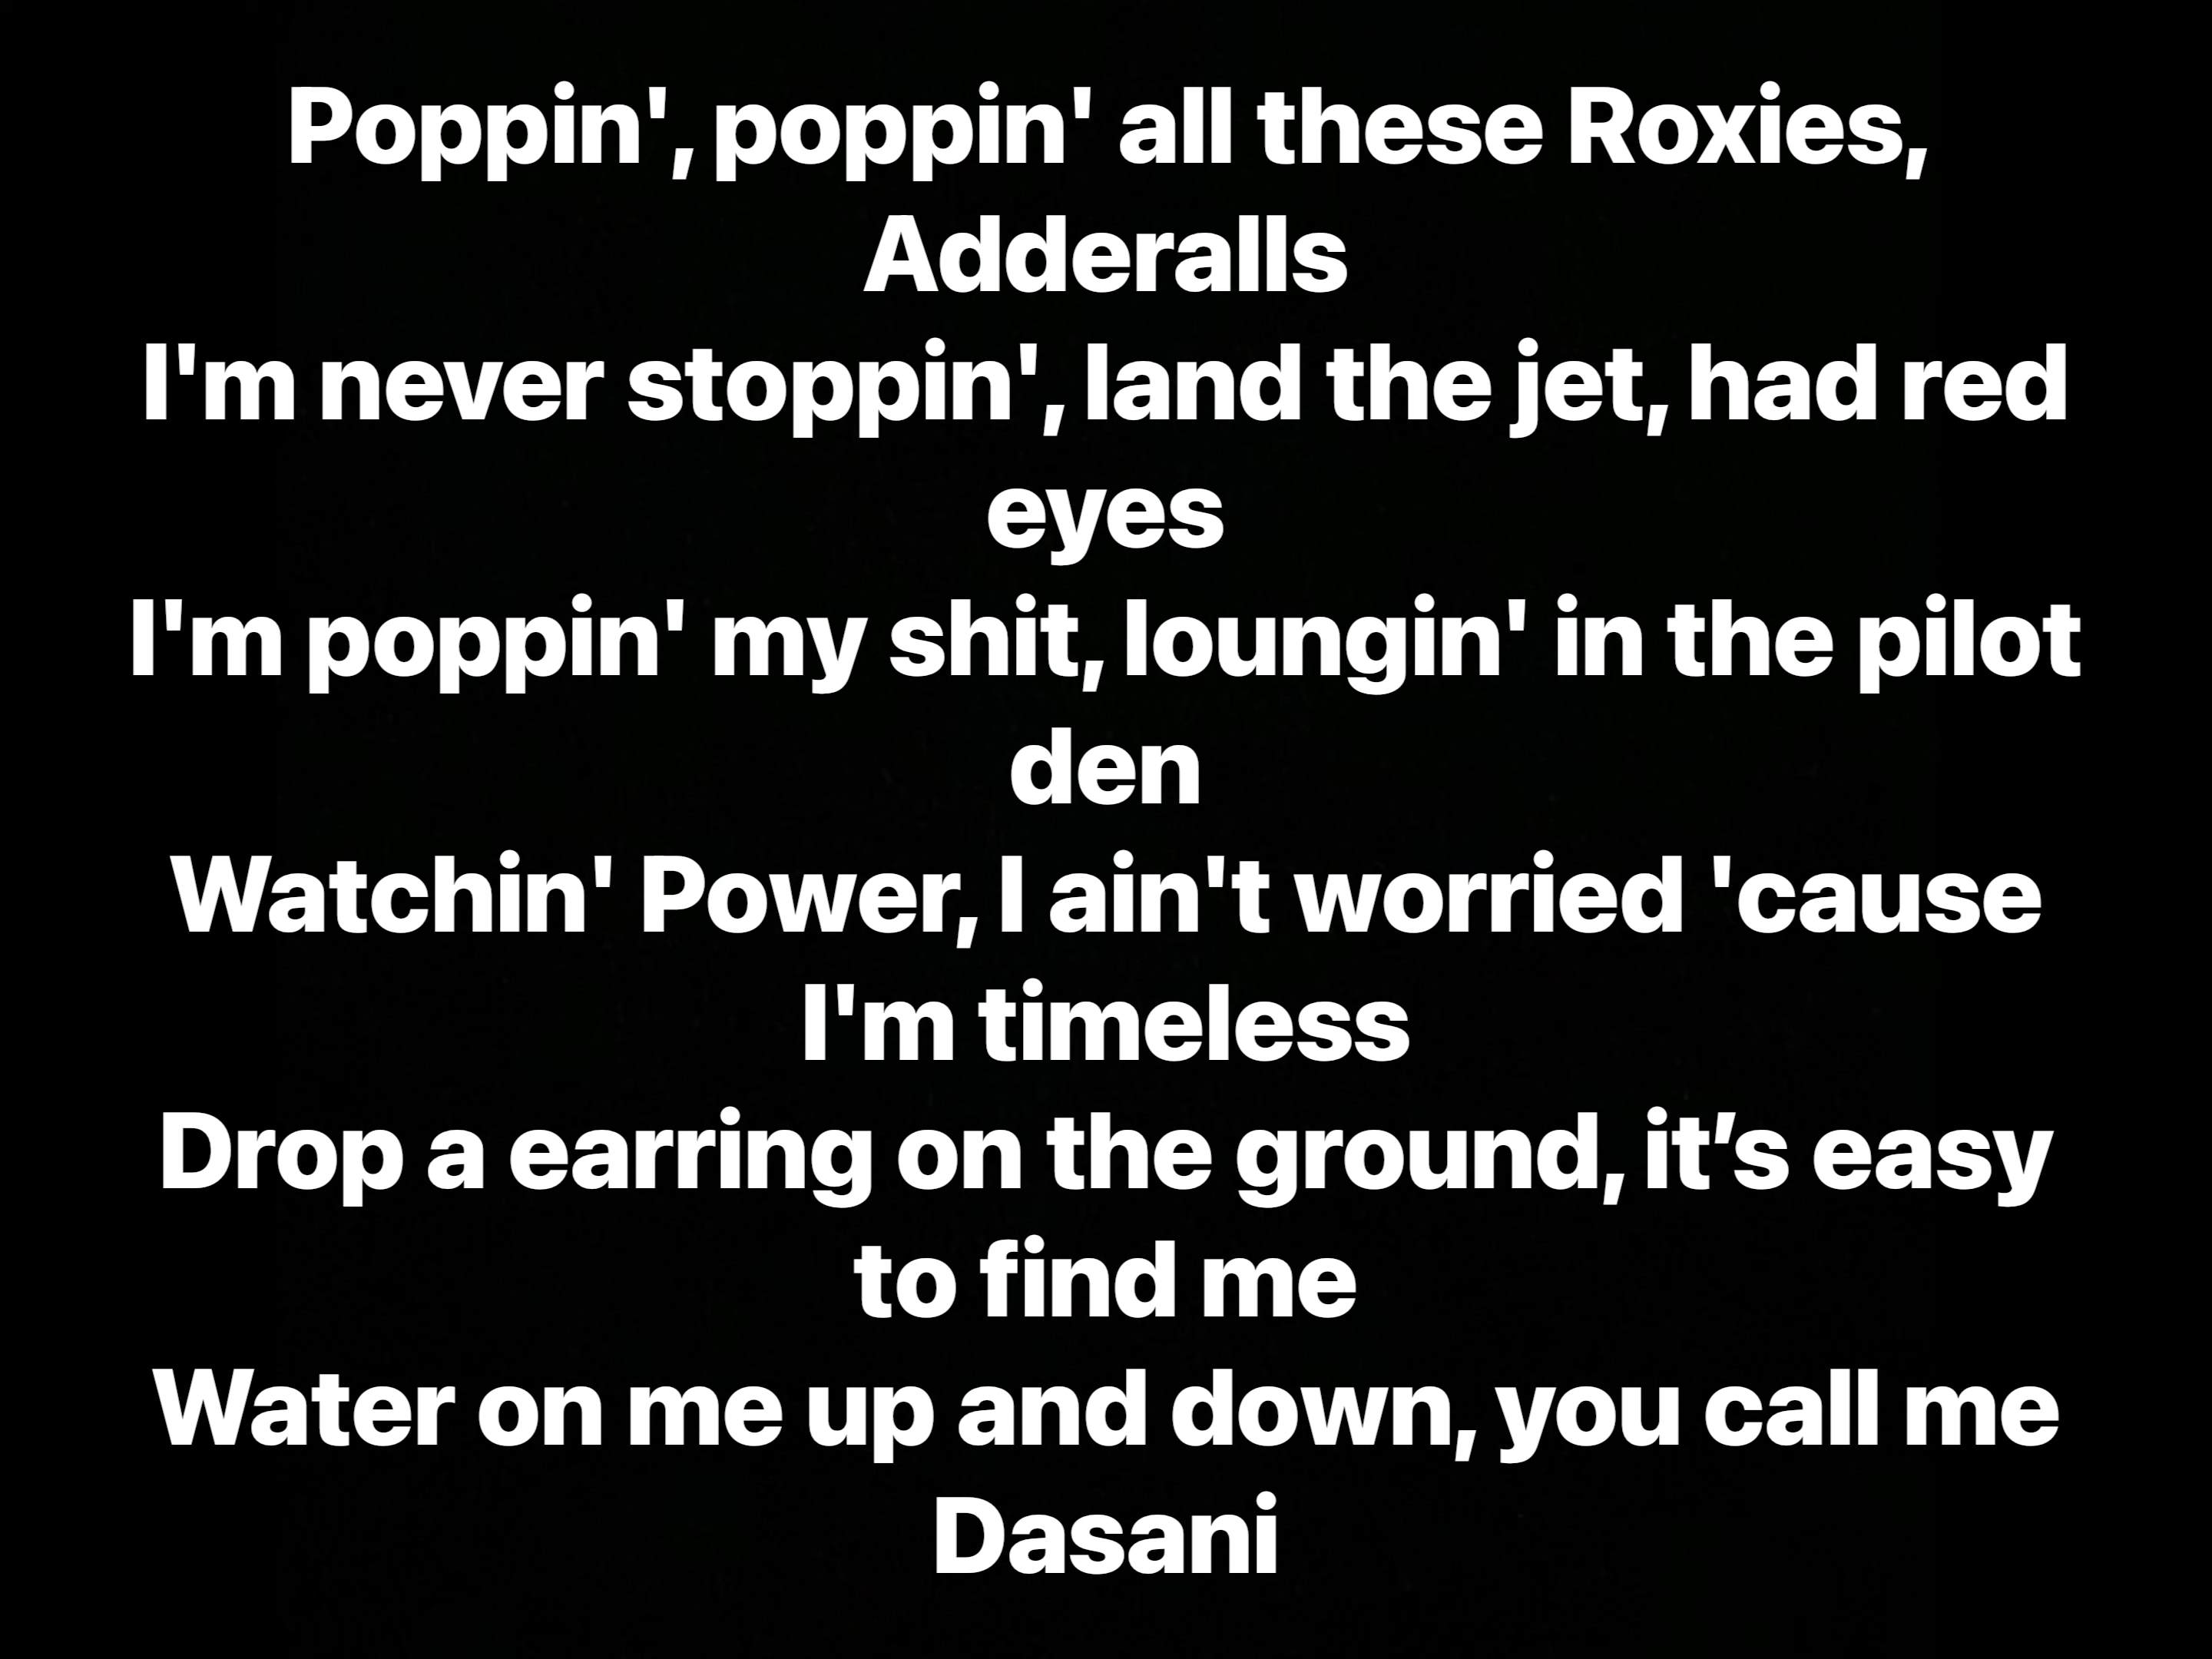 Poppin', poppin' all these Roxies,
Adderalls
I'm never stoppin', land the jet, had red
eyes
I'm poppin' my shit, loungin' in the pilot
den
Watchin' Power, I ain't worried 'cause
I'm timeless
Drop a earring on the ground, it’s easy
to find me
Water on me up and down, you call me
Dasani